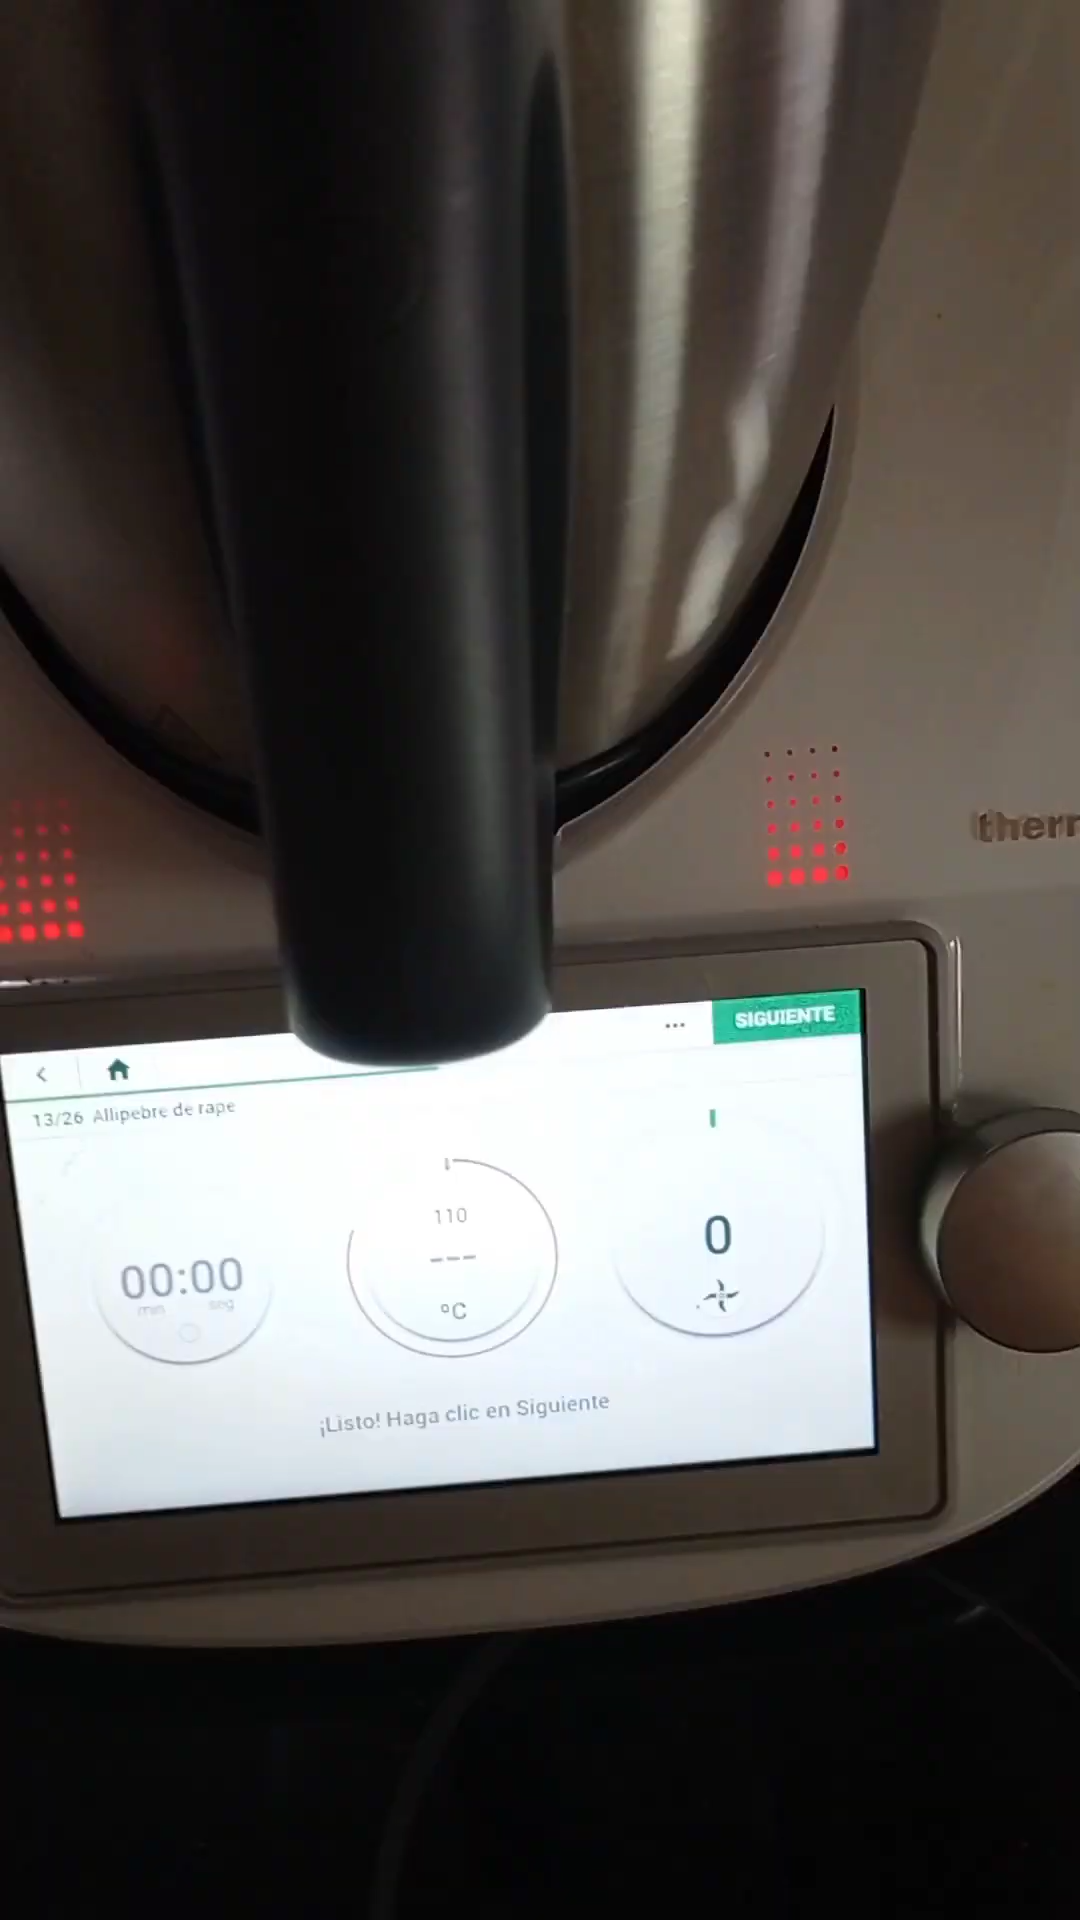 therm
SIGUIENTE
13/26 Allipebre de rape
110
00:00
---
0
min seg
ºC
¡Listo! Haga clic en Siguiente